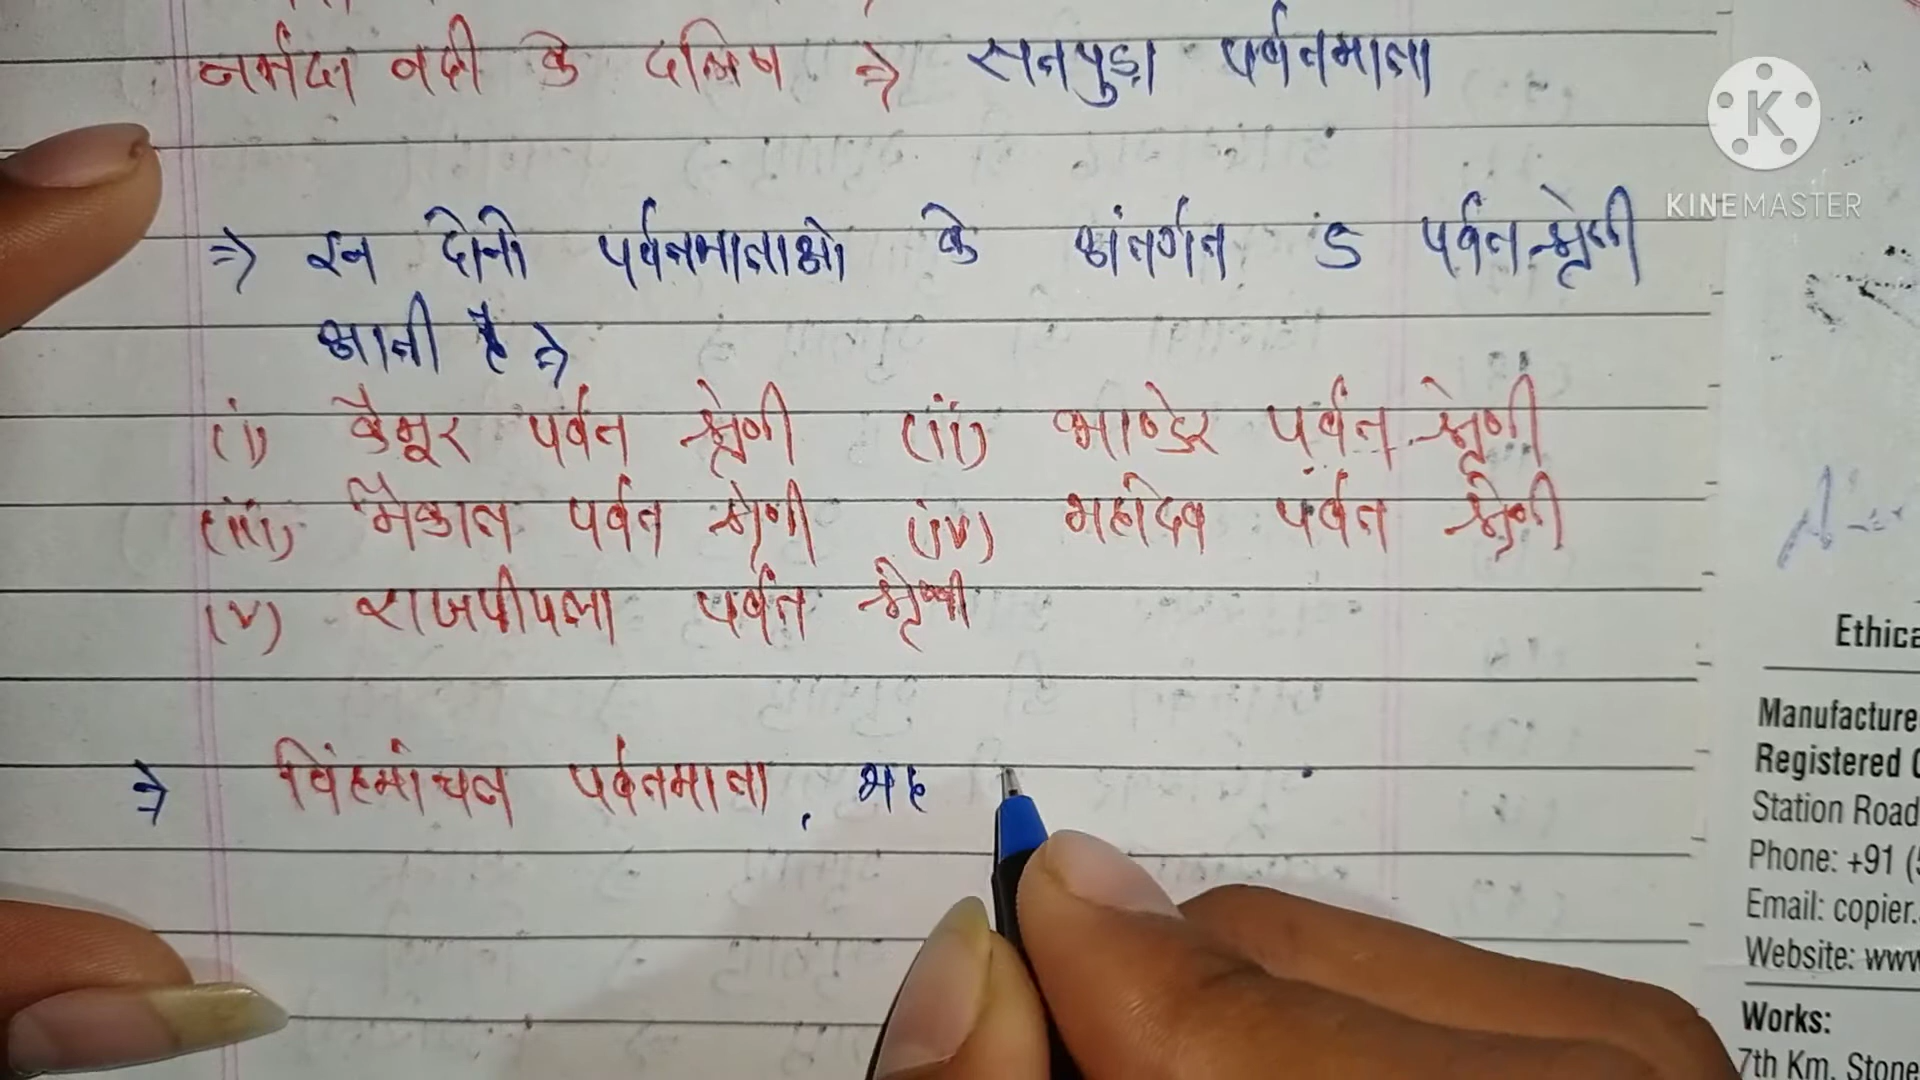 नर्मदा नदी के दक्षिण → सतपुड़ा पर्वतमाला
K
KINEMASTER
⇒ इन दोनो पर्वतमालाओ के अंतर्गत 5 पर्वत श्रेणी
आती है →
(i) कैमूर पर्वत श्रेणी (ii) भाण्डेर पर्वत श्रेणी
(iii) मैकाल पर्वत श्रेणी (iv) महादेव पर्वत श्रेणी
(v) राजपीपला पर्वत श्रेणी
⇒ पर्वतमाला,
Ethica
Manufacture
Registered
Station Road
Phone: +91 (
Email: copier.
Website: www
Works:
7th Km. Stone